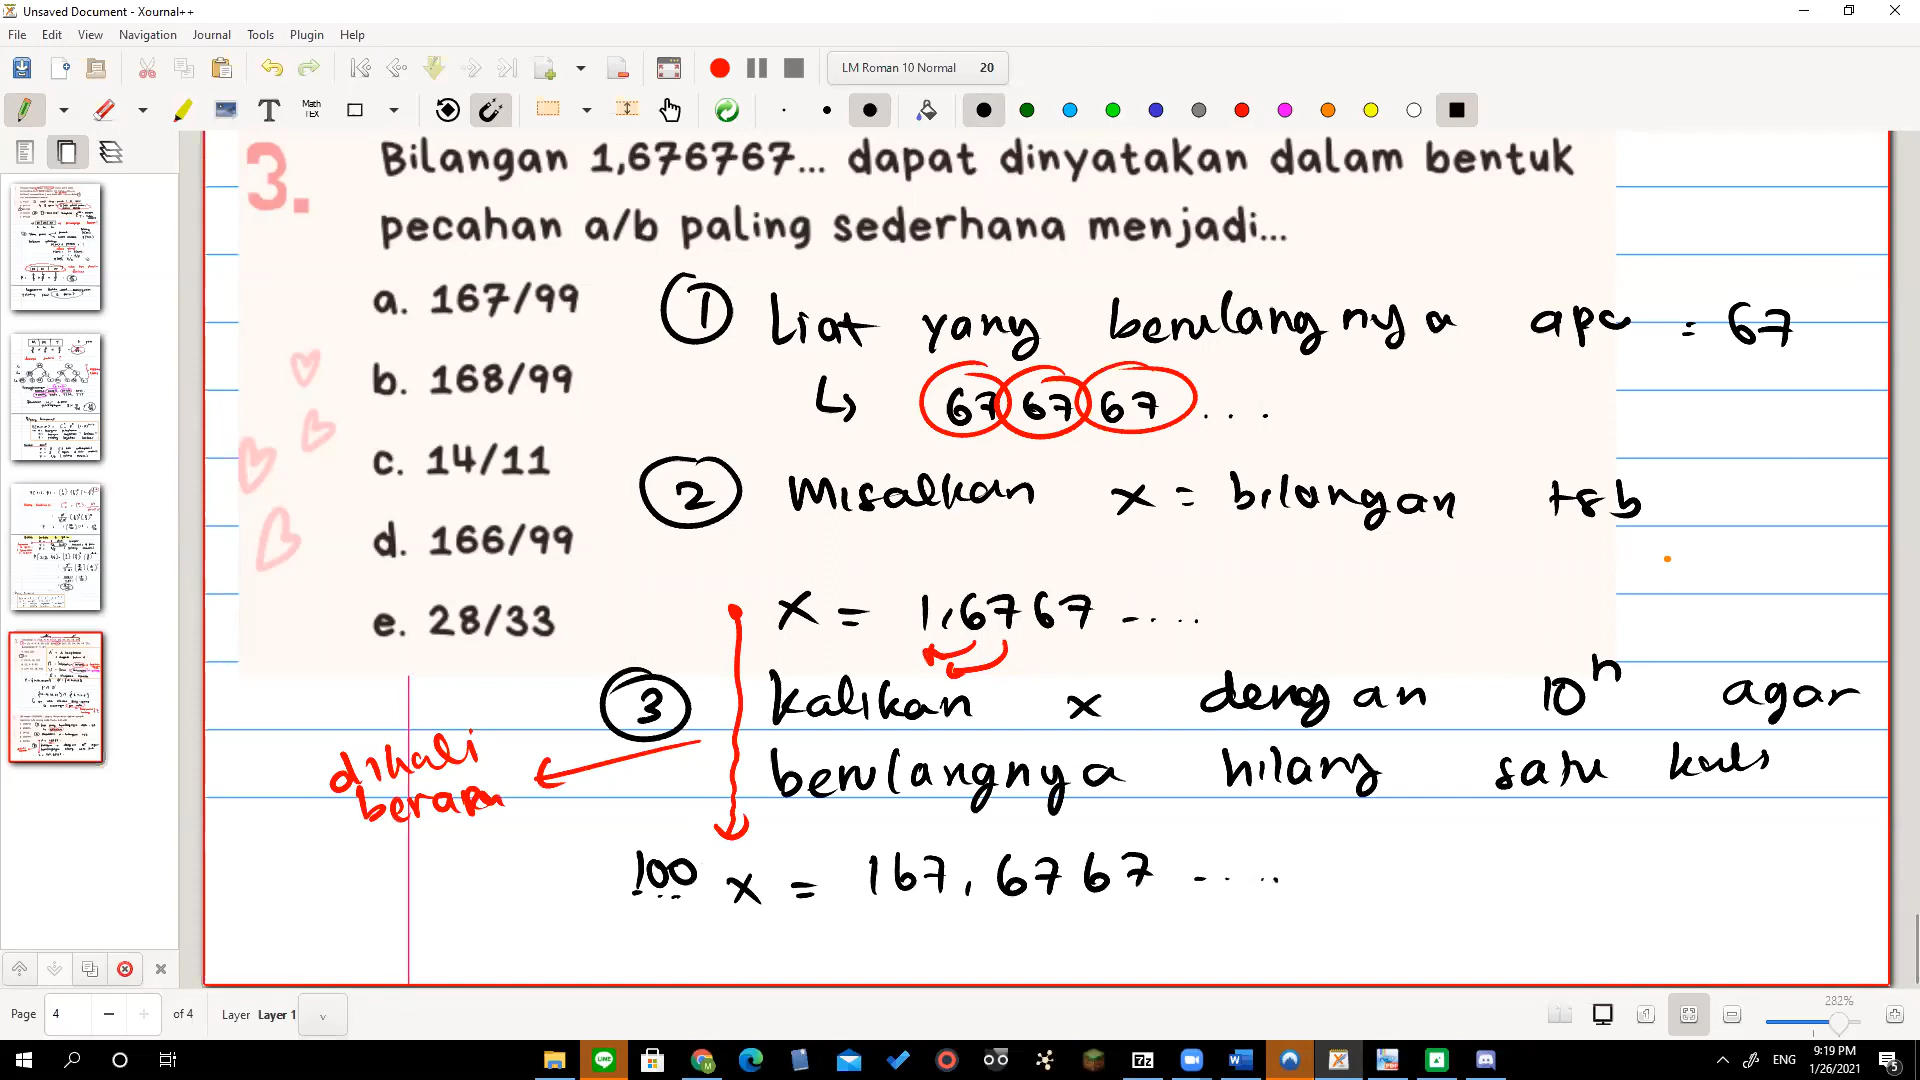 Unsaved Document - Xournal++
File Edit View Navigation Journal Tools Plugin Help
LM Roman 10 Normal 20
Math
TEX
3. Bilangan 1,676767... dapat dinyatakan dalam bentuk
pecahan a/b paling sederhana menjadi...
a. 167/99
b. 168/99
c. 14/11
d. 166/99
e. 28/33
1 Liat yang berulangnya apa = 67
↳ 67 67 67 ...
2 Misalkan x = bilangan tsb
x = 1,6767 ....
3 kalikan x dengan 10ⁿ agar
berulangnya hilang satu kali
dikali
berapa
100 x = 167,6767 ....
Page 4 of 4 Layer Layer 1
282%
ENG
9:19 PM
1/26/2021
5